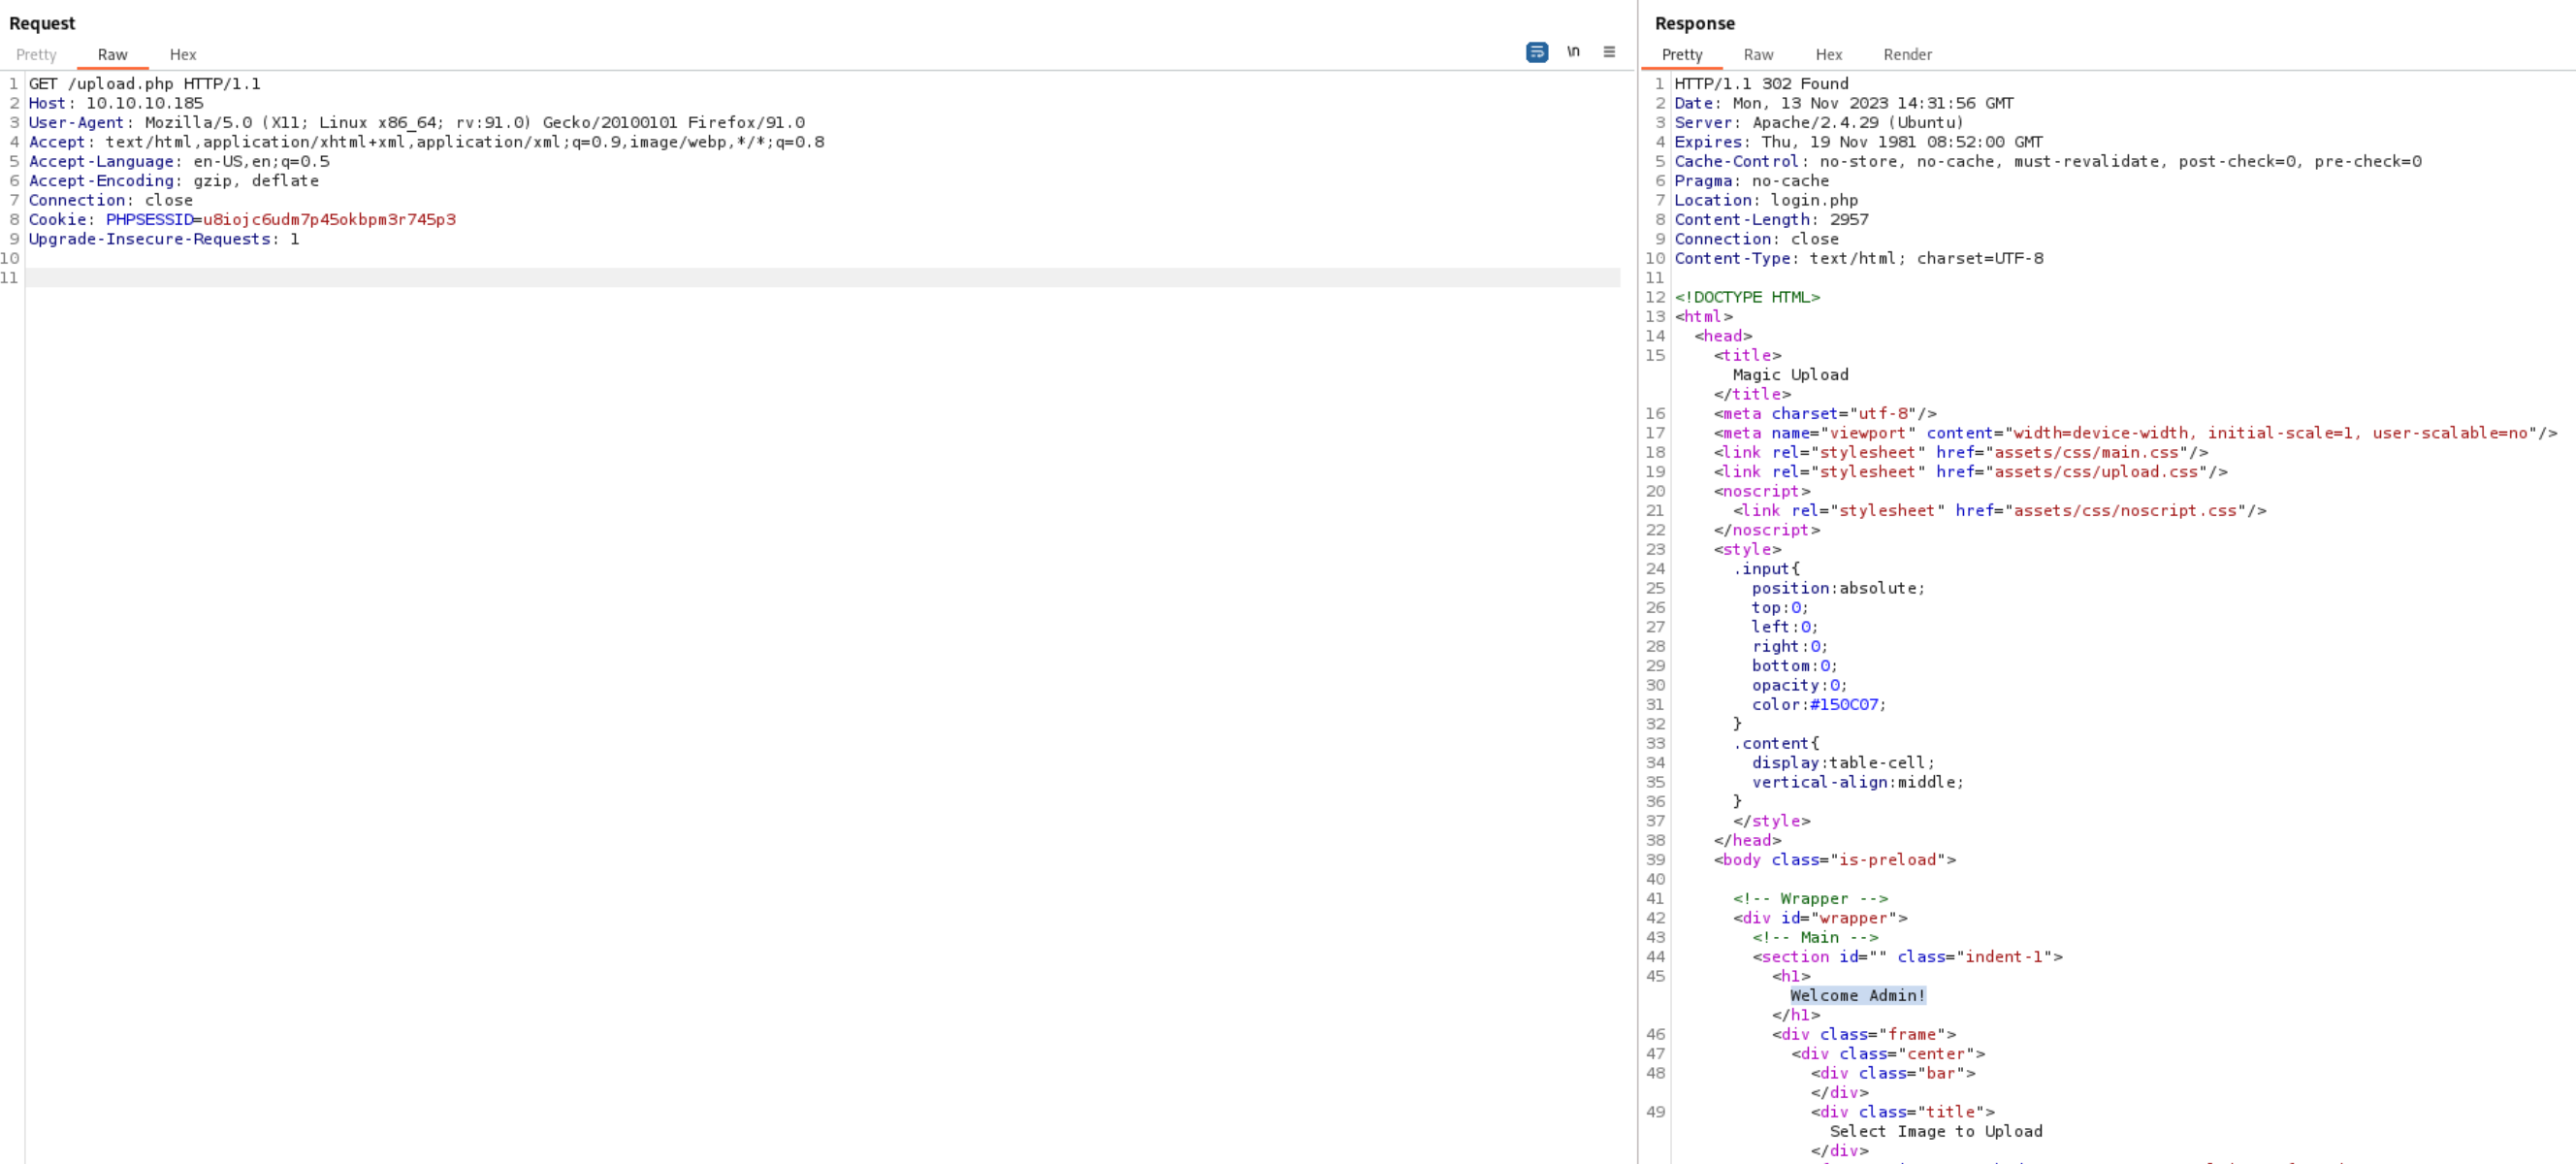 Request
Pretty Raw Hex \n
1 GET /upload.php HTTP/1.1
2 Host: 10.10.10.185
3 User-Agent: Mozilla/5.0 (X11; Linux x86_64; rv:91.0) Gecko/20100101 Firefox/91.0
4 Accept: text/html,application/xhtml+xml,application/xml;q=0.9,image/webp,*/*;q=0.8
5 Accept-Language: en-US,en;q=0.5
6 Accept-Encoding: gzip, deflate
7 Connection: close
8 Cookie: PHPSESSID=u8iojc6udm7p45okbpm3r745p3
9 Upgrade-Insecure-Requests: 1
10
11
Response
Pretty Raw Hex Render
1 HTTP/1.1 302 Found
2 Date: Mon, 13 Nov 2023 14:31:56 GMT
3 Server: Apache/2.4.29 (Ubuntu)
4 Expires: Thu, 19 Nov 1981 08:52:00 GMT
5 Cache-Control: no-store, no-cache, must-revalidate, post-check=0, pre-check=0
6 Pragma: no-cache
7 Location: login.php
8 Content-Length: 2957
9 Connection: close
10 Content-Type: text/html; charset=UTF-8
11
12 <!DOCTYPE HTML>
13 <html>
14 <head>
15 <title>
Magic Upload
</title>
16 <meta charset="utf-8"/>
17 <meta name="viewport" content="width=device-width, initial-scale=1, user-scalable=no"/>
18 <link rel="stylesheet" href="assets/css/main.css"/>
19 <link rel="stylesheet" href="assets/css/upload.css"/>
20 <noscript>
21 <link rel="stylesheet" href="assets/css/noscript.css"/>
22 </noscript>
23 <style>
24 .input{
25 position:absolute;
26 top:0;
27 left:0;
28 right:0;
29 bottom:0;
30 opacity:0;
31 color:#150C07;
32 }
33 .content{
34 display:table-cell;
35 vertical-align:middle;
36 }
37 </style>
38 </head>
39 <body class="is-preload">
40
41 <!-- Wrapper -->
42 <div id="wrapper">
43 <!-- Main -->
44 <section id="" class="indent-1">
45 <h1>
Welcome Admin!
</h1>
46 <div class="frame">
47 <div class="center">
48 <div class="bar">
</div>
49 <div class="title">
Select Image to Upload
</div>